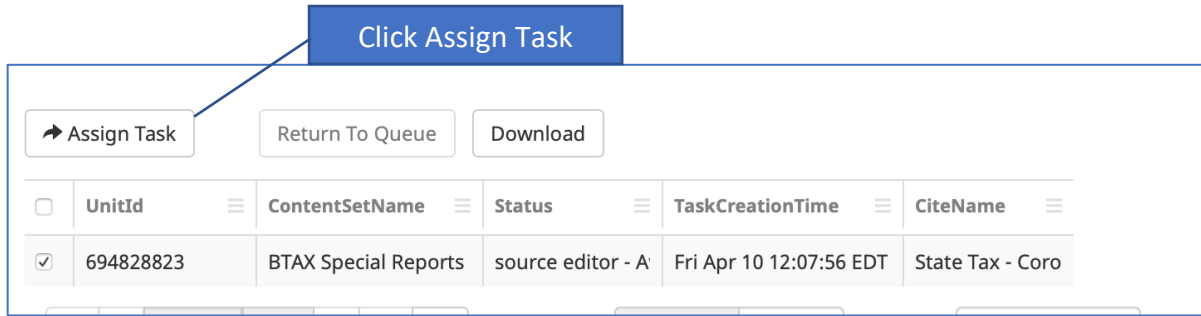 Click Assign Task
Assign Task Return To Queue Download
UnitId ContentSetName Status TaskCreationTime CiteName
694828823 BTAX Special Reports source editor - A Fri Apr 10 12:07:56 EDT State Tax - Coro